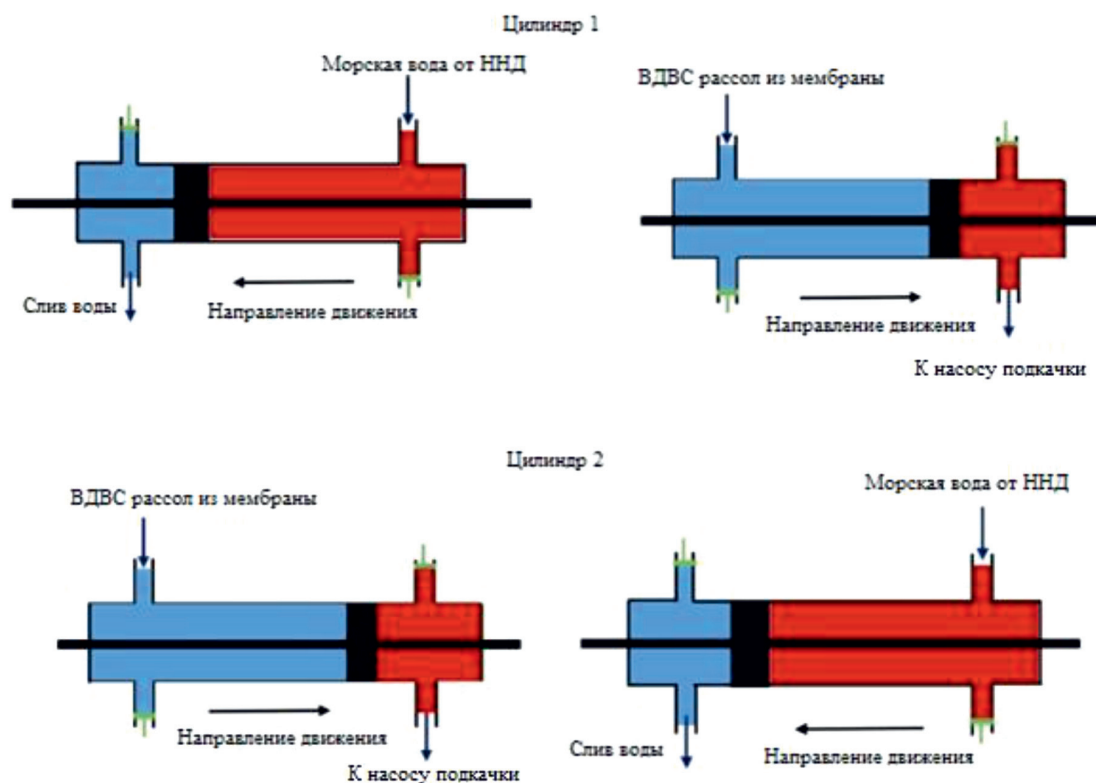 Цилиндр 1
Морская вода от ННД
ВДВС рассол из мембраны
Слив воды
Направление движения
Направление движения
К насосу подкачки
Цилиндр 2
ВДВС рассол из мембраны
Морская вода от ННД
Направление движения
К насосу подкачки
Слив воды
Направление движения